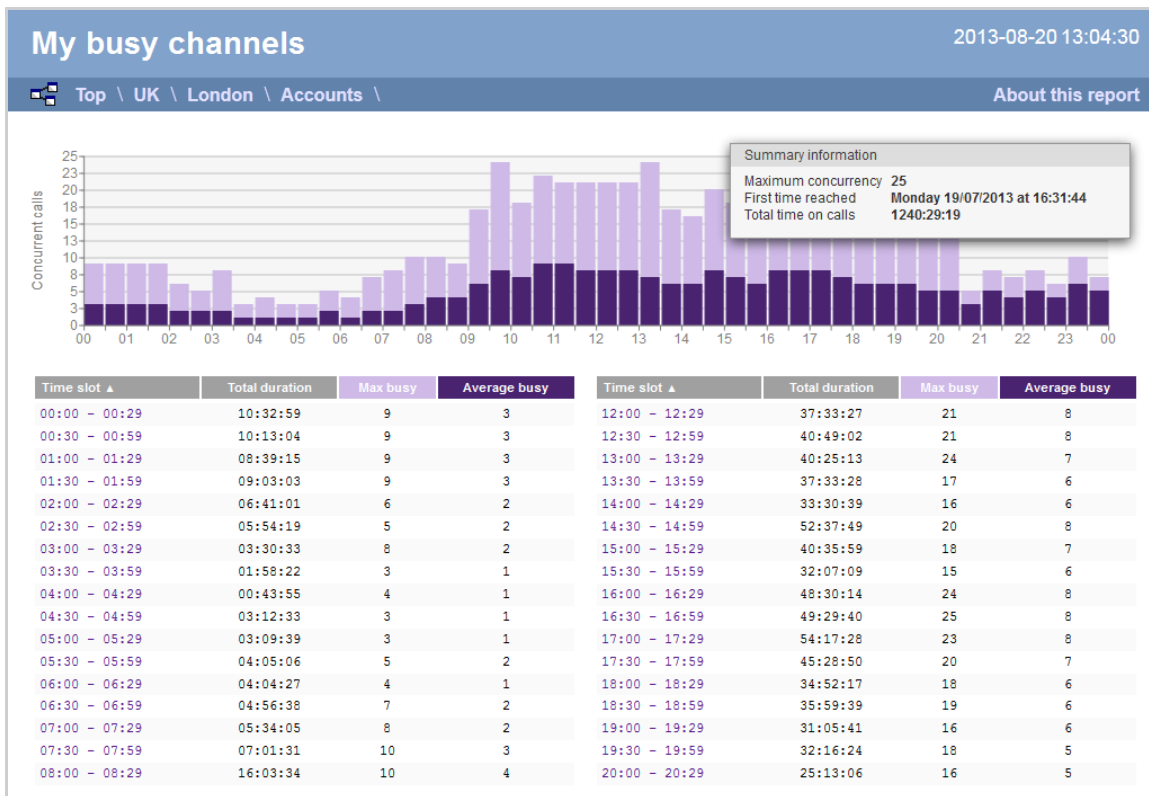 My busy channels
2013-08-20 13:04:30
Top \ UK \ London \ Accounts \
About this report
Summary information
Maximum concurrency 25
First time reached Monday 19/07/2013 at 16:31:44
Total time on calls 1240:29:19
Concurrent calls
25
23
20
18
15
13
10
8
5
3
0
00 01 02 03 04 05 06 07 08 09 10 11 12 13 14 15 16 17 18 19 20 21 22 23 00
Time slot ▲ Total duration Max busy Average busy
00:00 - 00:29 10:32:59 9 3
00:30 - 00:59 10:13:04 9 3
01:00 - 01:29 08:39:15 9 3
01:30 - 01:59 09:03:03 9 3
02:00 - 02:29 06:41:01 6 2
02:30 - 02:59 05:54:19 5 2
03:00 - 03:29 03:30:33 8 2
03:30 - 03:59 01:58:22 3 1
04:00 - 04:29 00:43:55 4 1
04:30 - 04:59 03:12:33 3 1
05:00 - 05:29 03:09:39 3 1
05:30 - 05:59 04:05:06 5 2
06:00 - 06:29 04:04:27 4 1
06:30 - 06:59 04:56:38 7 2
07:00 - 07:29 05:34:05 8 2
07:30 - 07:59 07:01:31 10 3
08:00 - 08:29 16:03:34 10 4
Time slot ▲ Total duration Max busy Average busy
12:00 - 12:29 37:33:27 21 8
12:30 - 12:59 40:49:02 21 8
13:00 - 13:29 40:25:13 24 7
13:30 - 13:59 37:33:28 17 6
14:00 - 14:29 33:30:39 16 6
14:30 - 14:59 52:37:49 20 8
15:00 - 15:29 40:35:59 18 7
15:30 - 15:59 32:07:09 15 6
16:00 - 16:29 48:30:14 24 8
16:30 - 16:59 49:29:40 25 8
17:00 - 17:29 54:17:28 23 8
17:30 - 17:59 45:28:50 20 7
18:00 - 18:29 34:52:17 18 6
18:30 - 18:59 35:59:39 19 6
19:00 - 19:29 31:05:41 16 6
19:30 - 19:59 32:16:24 18 5
20:00 - 20:29 25:13:06 16 5